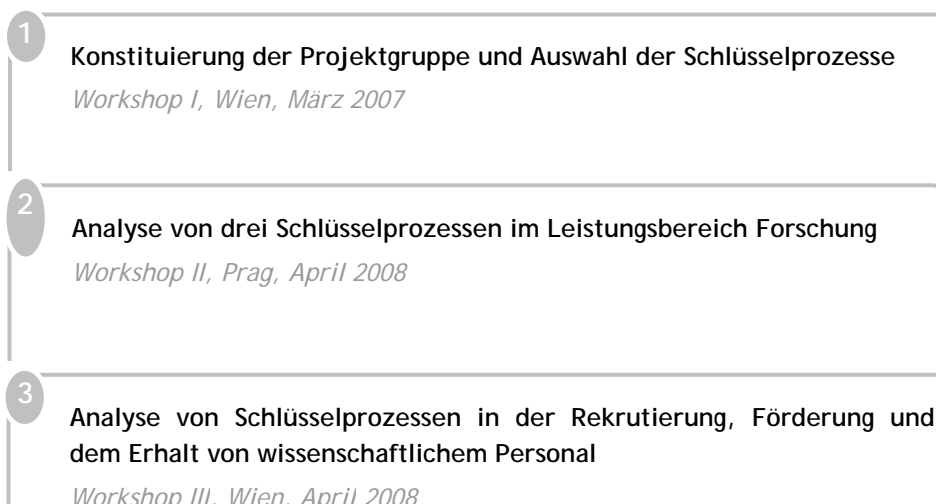 1
Konstituierung der Projektgruppe und Auswahl der Schlüsselprozesse
Workshop I, Wien, März 2007
2
Analyse von drei Schlüsselprozessen im Leistungsbereich Forschung
Workshop II, Prag, April 2008
3
Analyse von Schlüsselprozessen in der Rekrutierung, Förderung und
dem Erhalt von wissenschaftlichem Personal
Workshop III, Wien, April 2008